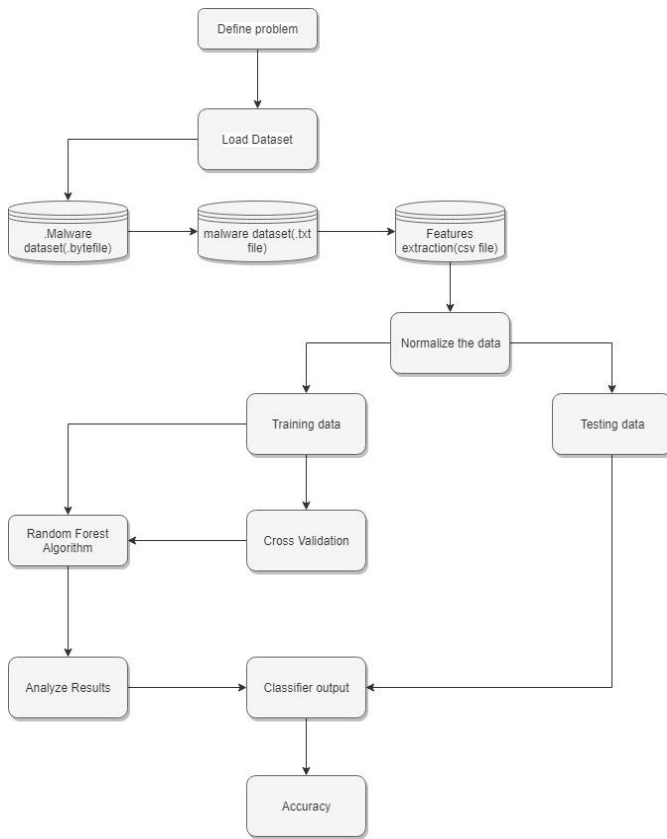 Define problem
Load Dataset
.Malware
dataset(.bytefile)
malware dataset(.txt
file)
Features
extraction(csv file)
Normalize the data
Training data
Testing data
Random Forest
Algorithm
Cross Validation
Analyze Results
Classifier output
Accuracy